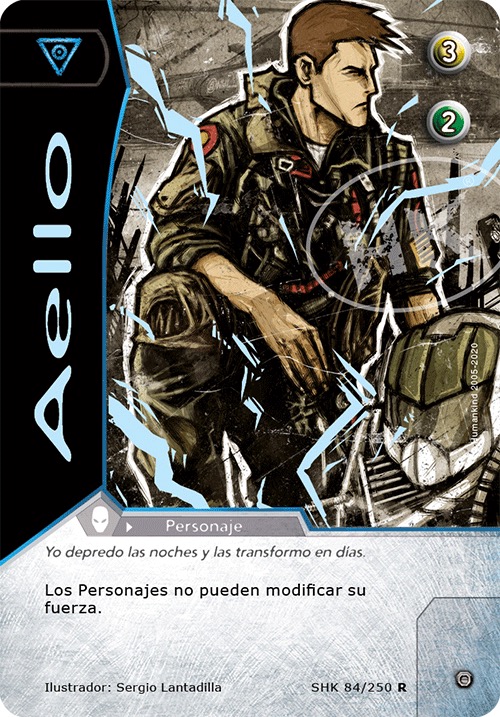 3
2
Aello
Humankind 2005-2020
Personaje
Yo depredo las noches y las transformo en días.
Los Personajes no pueden modificar su
fuerza.
Ilustrador: Sergio Lantadilla
SHK 84/250 R